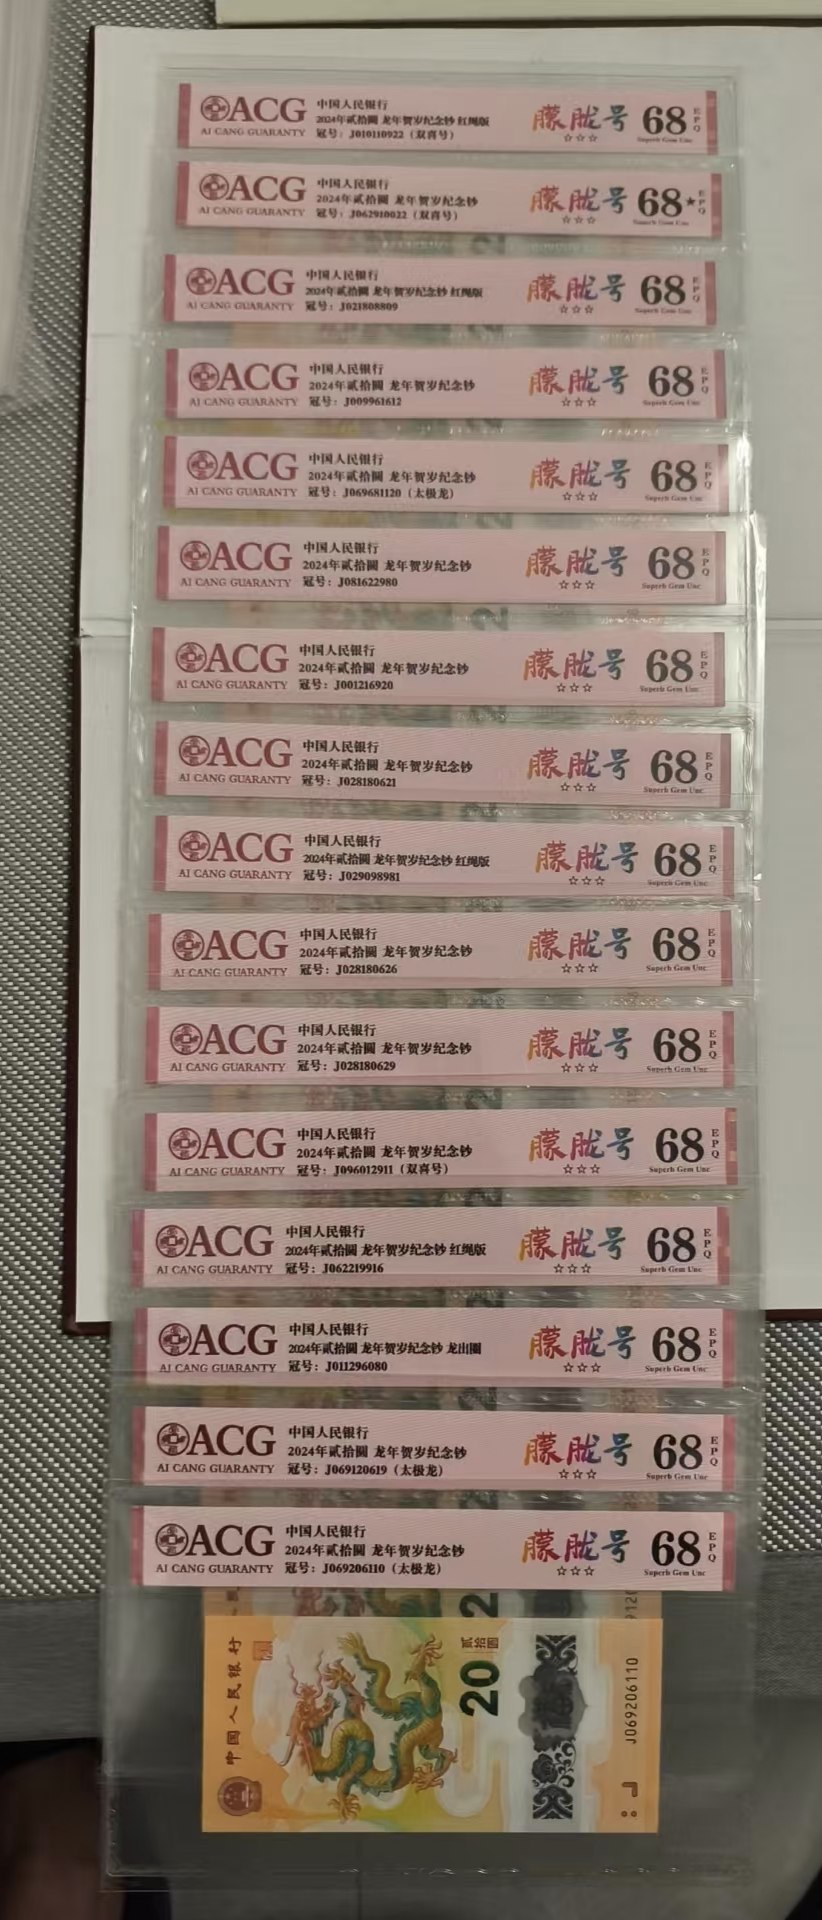 ACG
AI CANG GUARANTY
中国人民银行
2024年贰拾圆 龙年贺岁纪念钞 红绳版
冠号：J010110922（双喜号）
朦胧号
☆☆☆
68 EPQ
Superb Gem Unc
ACG
AI CANG GUARANTY
中国人民银行
2024年贰拾圆 龙年贺岁纪念钞
冠号：J062910022（双喜号）
朦胧号
☆☆☆
68★ EPQ
Superb Gem Unc
ACG
AI CANG GUARANTY
中国人民银行
2024年贰拾圆 龙年贺岁纪念钞 红绳版
冠号：J021808809
朦胧号
☆☆☆
68 EPQ
ACG
AI CANG GUARANTY
中国人民银行
2024年贰拾圆 龙年贺岁纪念钞
冠号：J009961612
朦胧号
☆☆☆
68 EPQ
Superb Gem Unc
ACG
AI CANG GUARANTY
中国人民银行
2024年贰拾圆 龙年贺岁纪念钞
冠号：J069681120（太极龙）
朦胧号
☆☆☆
68 EPQ
Superb Gem Unc
ACG
AI CANG GUARANTY
中国人民银行
2024年贰拾圆 龙年贺岁纪念钞
冠号：J081622980
朦胧号
☆☆☆
68 EPQ
Superb Gem Unc
ACG
AI CANG GUARANTY
中国人民银行
2024年贰拾圆 龙年贺岁纪念钞
冠号：J001216920
朦胧号
☆☆☆
68 EPQ
Superb Gem Unc
ACG
AI CANG GUARANTY
中国人民银行
2024年贰拾圆 龙年贺岁纪念钞
冠号：J028180621
朦胧号
☆☆☆
68 EPQ
Superb Gem Unc
ACG
AI CANG GUARANTY
中国人民银行
2024年贰拾圆 龙年贺岁纪念钞 红绳版
冠号：J029098981
朦胧号
☆☆☆
68 EPQ
Superb Gem Unc
ACG
AI CANG GUARANTY
中国人民银行
2024年贰拾圆 龙年贺岁纪念钞
冠号：J028180626
朦胧号
☆☆☆
68 EPQ
Superb Gem Unc
ACG
AI CANG GUARANTY
中国人民银行
2024年贰拾圆 龙年贺岁纪念钞
冠号：J028180629
朦胧号
☆☆☆
68 EPQ
Superb Gem Unc
ACG
AI CANG GUARANTY
中国人民银行
2024年贰拾圆 龙年贺岁纪念钞
冠号：J096012911（双喜号）
朦胧号
☆☆☆
68 EPQ
Superb Gem Unc
ACG
AI CANG GUARANTY
中国人民银行
2024年贰拾圆 龙年贺岁纪念钞 红绳版
冠号：J062219916
朦胧号
☆☆☆
68 EPQ
Superb Gem Unc
ACG
AI CANG GUARANTY
中国人民银行
2024年贰拾圆 龙年贺岁纪念钞 龙出圈
冠号：J011296080
朦胧号
☆☆☆
68 EPQ
Superb Gem Unc
ACG
AI CANG GUARANTY
中国人民银行
2024年贰拾圆 龙年贺岁纪念钞
冠号：J069120619（太极龙）
朦胧号
☆☆☆
68 EPQ
Superb Gem Unc
ACG
AI CANG GUARANTY
中国人民银行
2024年贰拾圆 龙年贺岁纪念钞
冠号：J069206110（太极龙）
朦胧号
☆☆☆
68 EPQ
Superb Gem Unc
中国人民银行
贰拾圆
20
J069206110